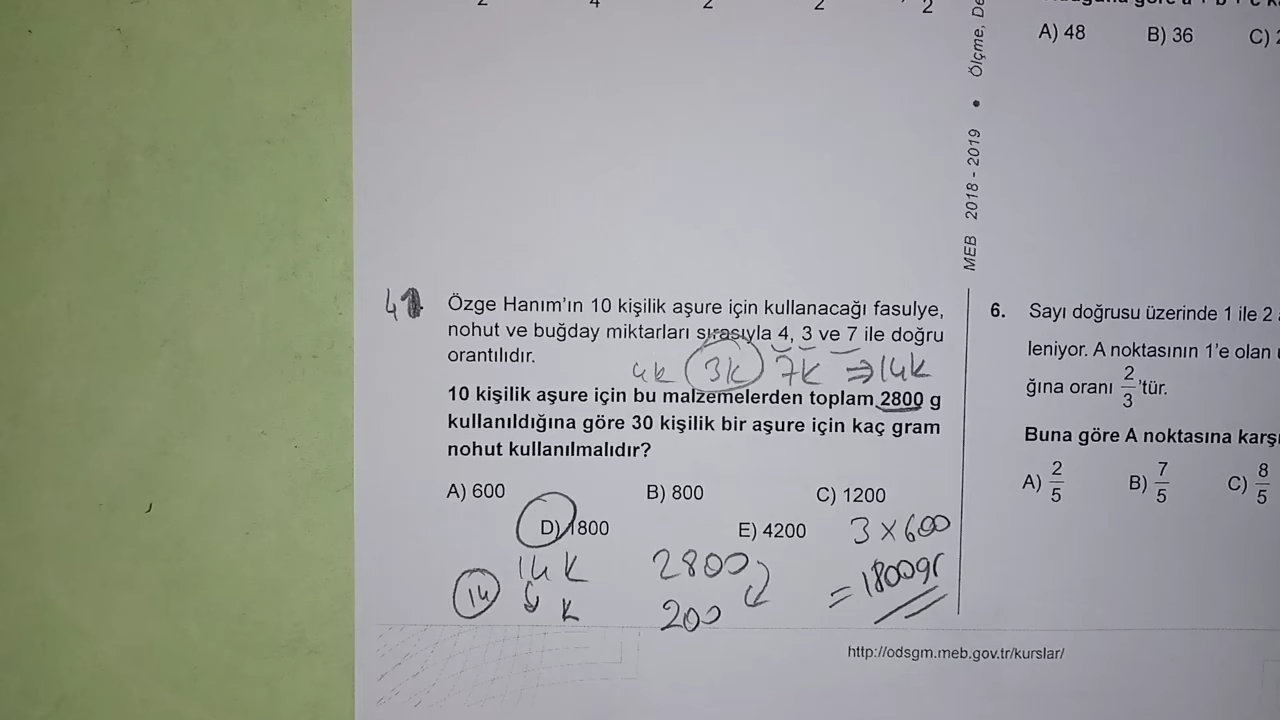 A) 48 B) 36 C)
MEB 2018 - 2019 • Ölçme, De
4
Özge Hanım'ın 10 kişilik aşure için kullanacağı fasulye,
nohut ve buğday miktarları sırasıyla 4, 3 ve 7 ile doğru
orantılıdır.
4k 3k 7k ⇒ 14k
10 kişilik aşure için bu malzemelerden toplam 2800 g
kullanıldığına göre 30 kişilik bir aşure için kaç gram
nohut kullanılmalıdır?
A) 600 B) 800 C) 1200
D) 1800 E) 4200
3 x 600
= 1800gr
14 k 2800
14 k 200
http://odsgm.meb.gov.tr/kurslar/
6. Sayı doğrusu üzerinde 1 ile 2
leniyor. A noktasının 1'e olan
ğına oranı 2/3 'tür.
Buna göre A noktasına karşı
A) 2/5 B) 7/5 C) 8/5